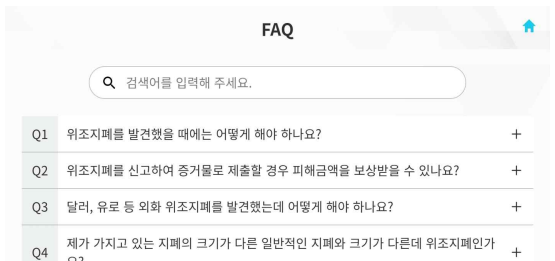 FAQ
검색어를 입력해 주세요.
Q1 위조지폐를 발견했을 때에는 어떻게 해야 하나요? +
Q2 위조지폐를 신고하여 증거물로 제출할 경우 피해금액을 보상받을 수 있나요? +
Q3 달러, 유로 등 외화 위조지폐를 발견했는데 어떻게 해야 하나요? +
Q4 제가 가지고 있는 지폐의 크기가 다른 일반적인 지폐와 크기가 다른데 위조지폐인가 +
요?